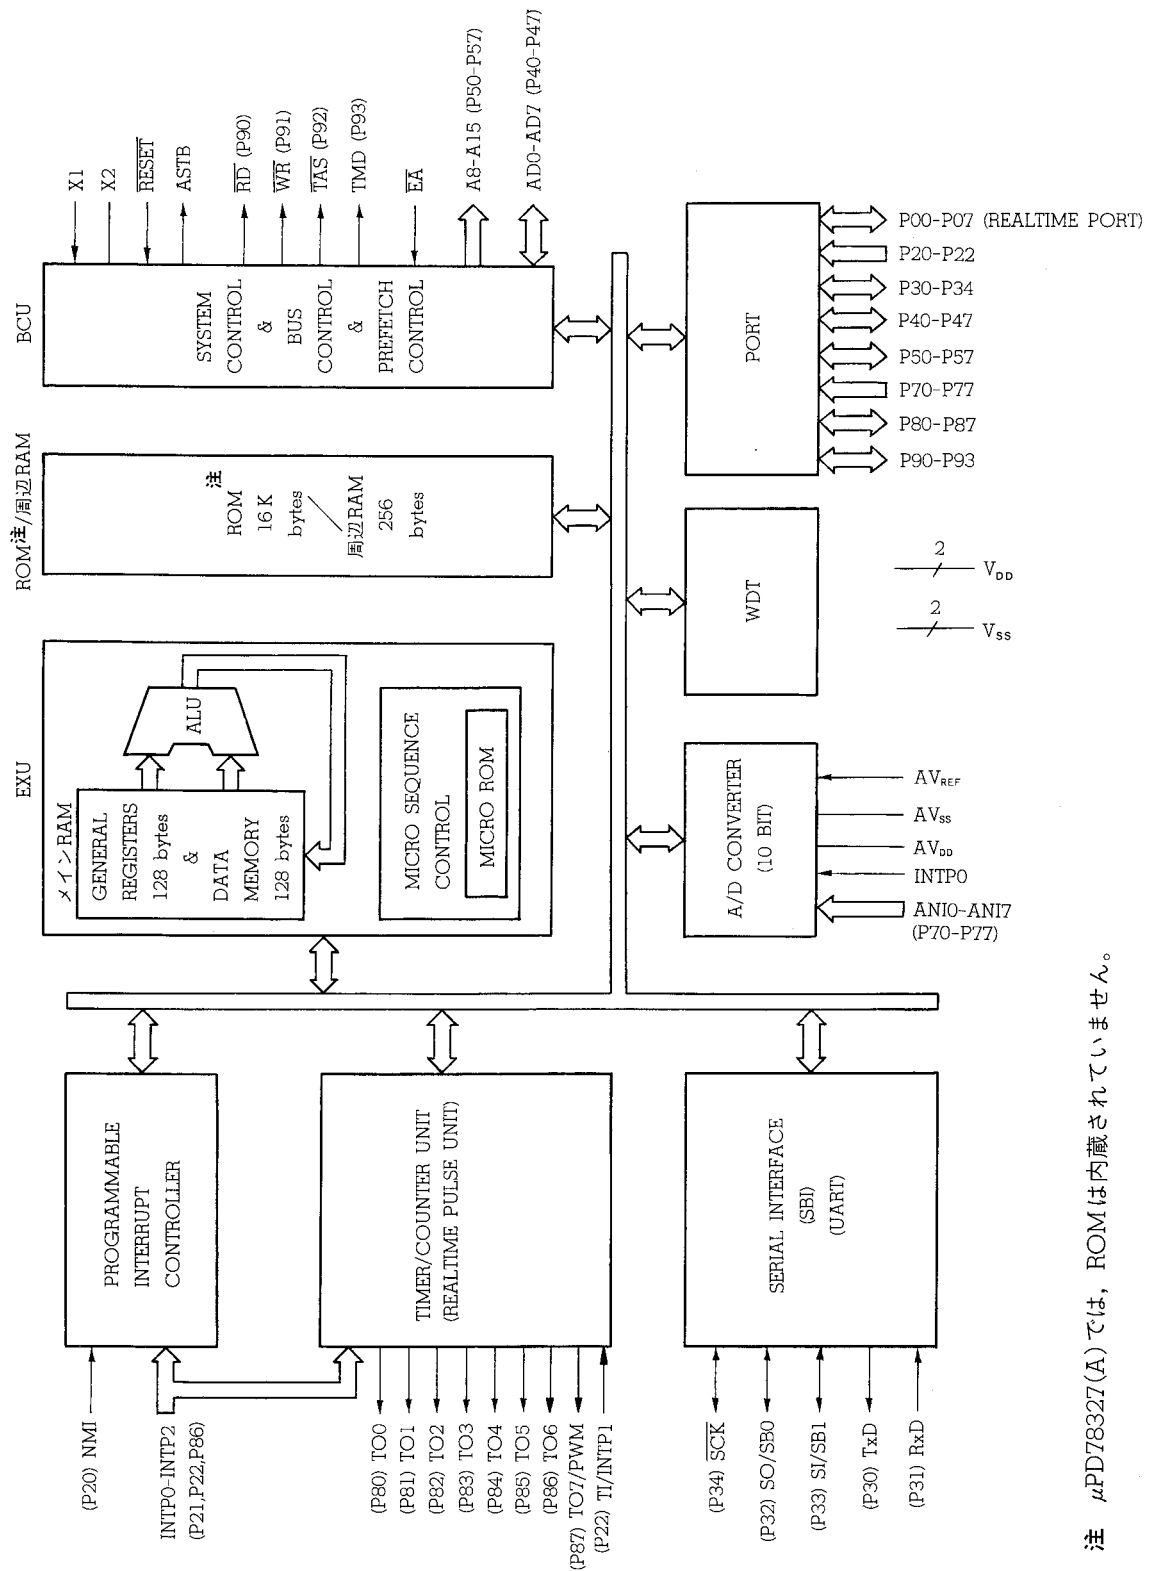 (P20) NMI
INTP0-INTP2
(P21,P22,P86)
PROGRAMMABLE
INTERRUPT
CONTROLLER
(P80) TO0
(P81) TO1
(P82) TO2
(P83) TO3
(P84) TO4
(P85) TO5
(P86) TO6
(P87) TO7/PWM
(P22) TI/INTP1
TIMER/COUNTER UNIT
(REALTIME PULSE UNIT)
(P34) SCK
(P32) SO/SB0
(P33) SI/SB1
(P30) TxD
(P31) RxD
SERIAL INTERFACE
(SBI)
(UART)
EXU
メインRAM
GENERAL
REGISTERS
128 bytes
&
DATA
MEMORY
128 bytes
ALU
MICRO SEQUENCE
CONTROL
MICRO ROM
ROM注/周辺RAM
注
ROM
16K
bytes
周辺RAM
256
bytes
BCU
SYSTEM
CONTROL
&
BUS
CONTROL
&
PREFETCH
CONTROL
X1
X2
RESET
ASTB
RD (P90)
WR (P91)
TAS (P92)
TMD (P93)
EA
A8-A15 (P50-P57)
AD0-AD7 (P40-P47)
A/D CONVERTER
(10 BIT)
AVREF
AVSS
AVDD
INTP0
ANI0-ANI7
(P70-P77)
WDT
2
VDD
2
VSS
PORT
P00-P07 (REALTIME PORT)
P20-P22
P30-P34
P40-P47
P50-P57
P70-P77
P80-P87
P90-P93
注 μPD78327(A)では，ROMは内蔵されていません。